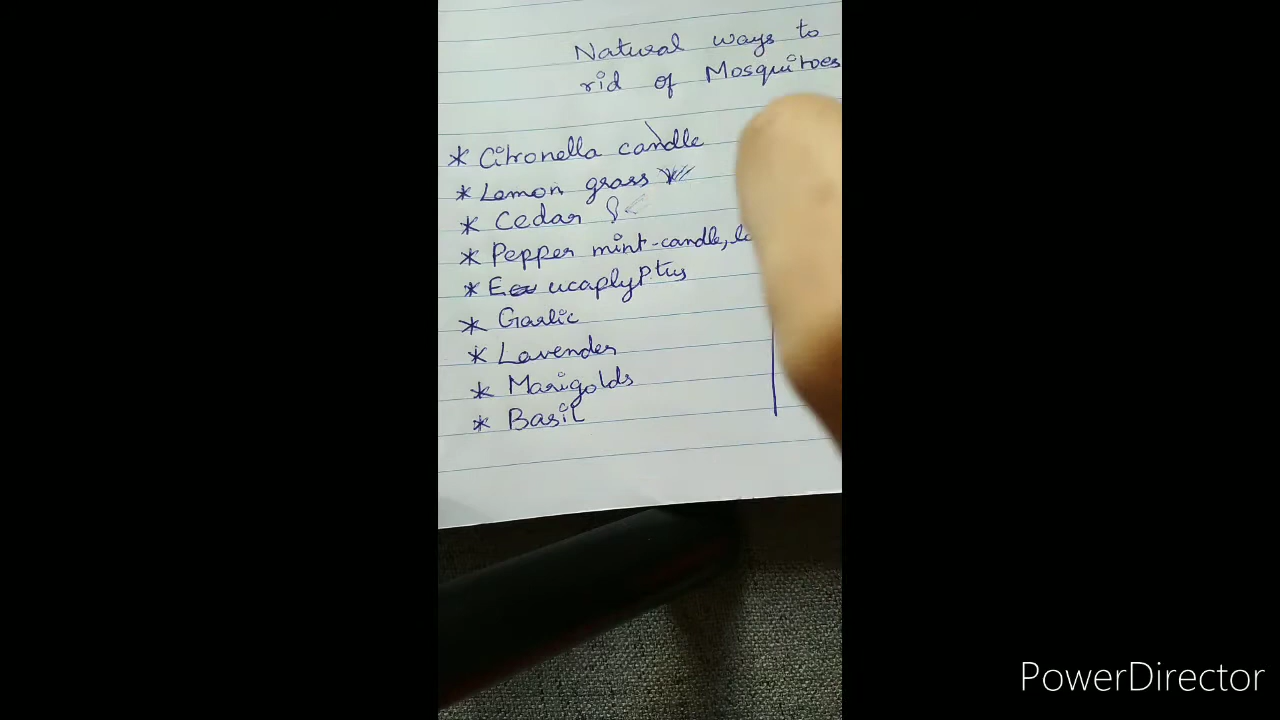 Natural ways to
rid of Mosquitoes
* Citronella candle
* Lemon grass
* Cedar
* Pepper mint-candle,
* Eucaplyptus
* Garlic
* Lavender
* Marigolds
* Basil
PowerDirector